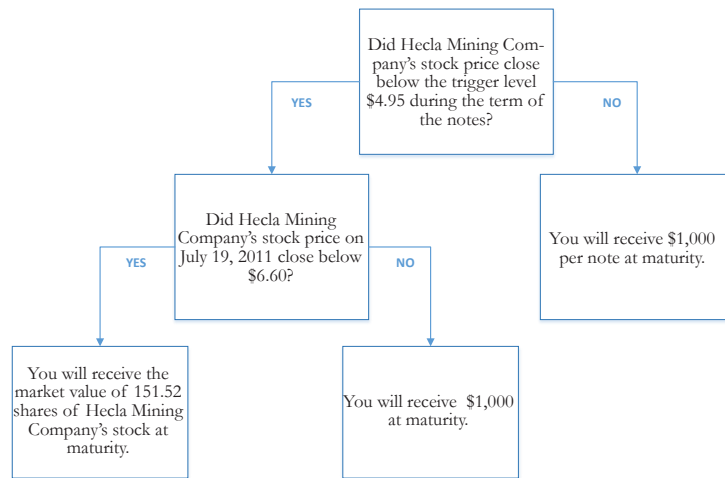 Did Hecla Mining Com-
pany's stock price close
below the trigger level
$4.95 during the term of
the notes?
YES
NO
Did Hecla Mining
Company's stock price on
July 19, 2011 close below
$6.60?
You will receive $1,000
per note at maturity.
YES
NO
You will receive the
market value of 151.52
shares of Hecla Mining
Company's stock at
maturity.
You will receive $1,000
at maturity.